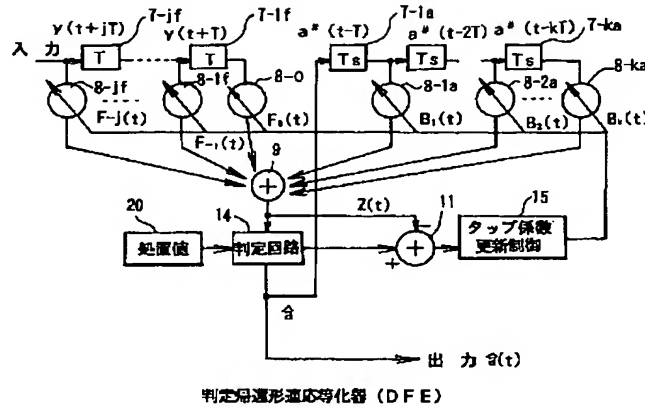 7-jf
7-1f
7-1a
7-ka
y(t+jT)
y(t+T)
a#(t-T)
a#(t-2T)
a#(t-kT)
入 力
T
T
Ts
Ts
Ts
8-jf
8-1f
8-0
8-1a
8-2a
8-ka
F-j(t)
F-₁(t)
F₀(t)
B₁(t)
B₂(t)
9
20
14
Z(t)
11
15
処置値
判定回路
タップ係数
更新制御
+
−
â
出 力 â(t)
判定帰還形適応等化器(DFE)